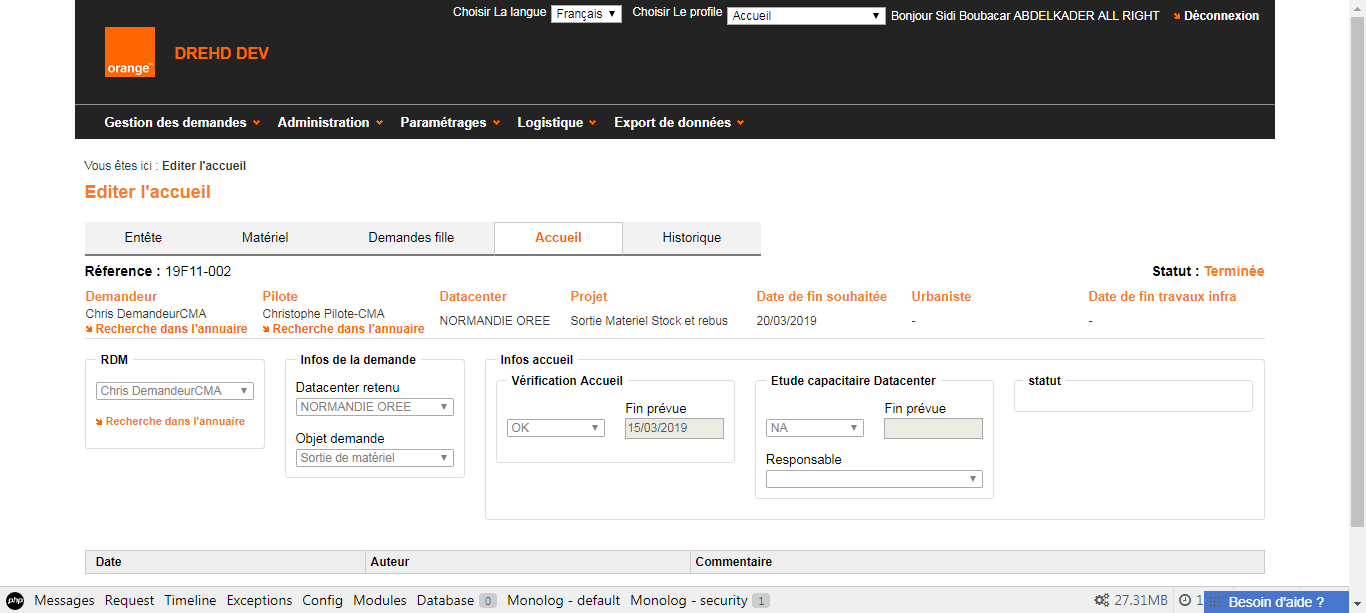 Choisir La langue Français Choisir Le profile Accueil Bonjour Sidi Boubacar ABDELKADER ALL RIGHT Déconnexion
orange™ DREHD DEV
Gestion des demandes Administration Paramétrages Logistique Export de données
Vous êtes ici : Editer l'accueil
Editer l'accueil
Entête Matériel Demandes fille Accueil Historique
Réference : 19F11-002 Statut : Terminée
Demandeur Pilote Datacenter Projet Date de fin souhaitée Urbaniste Date de fin travaux infra
Chris DemandeurCMA Christophe Pilote-CMA NORMANDIE OREE Sortie Materiel Stock et rebus 20/03/2019 - -
Recherche dans l'annuaire Recherche dans l'annuaire
RDM Infos de la demande Infos accueil
Vérification Accueil Etude capacitaire Datacenter statut
Chris DemandeurCMA Datacenter retenu
NORMANDIE OREE Fin prévue Fin prévue
Recherche dans l'annuaire OK 15/03/2019 NA
Objet demande
Sortie de matériel Responsable
Date Auteur Commentaire
php Messages Request Timeline Exceptions Config Modules Database 0 Monolog - default Monolog - security 1 27.31MB 1 Besoin d'aide ?